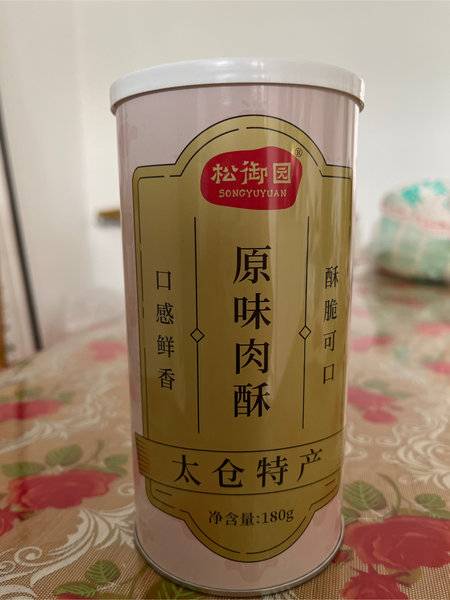 松御园®
SONGYUYUAN
原味肉酥
酥脆可口
口感鲜香
太仓特产
净含量:180g